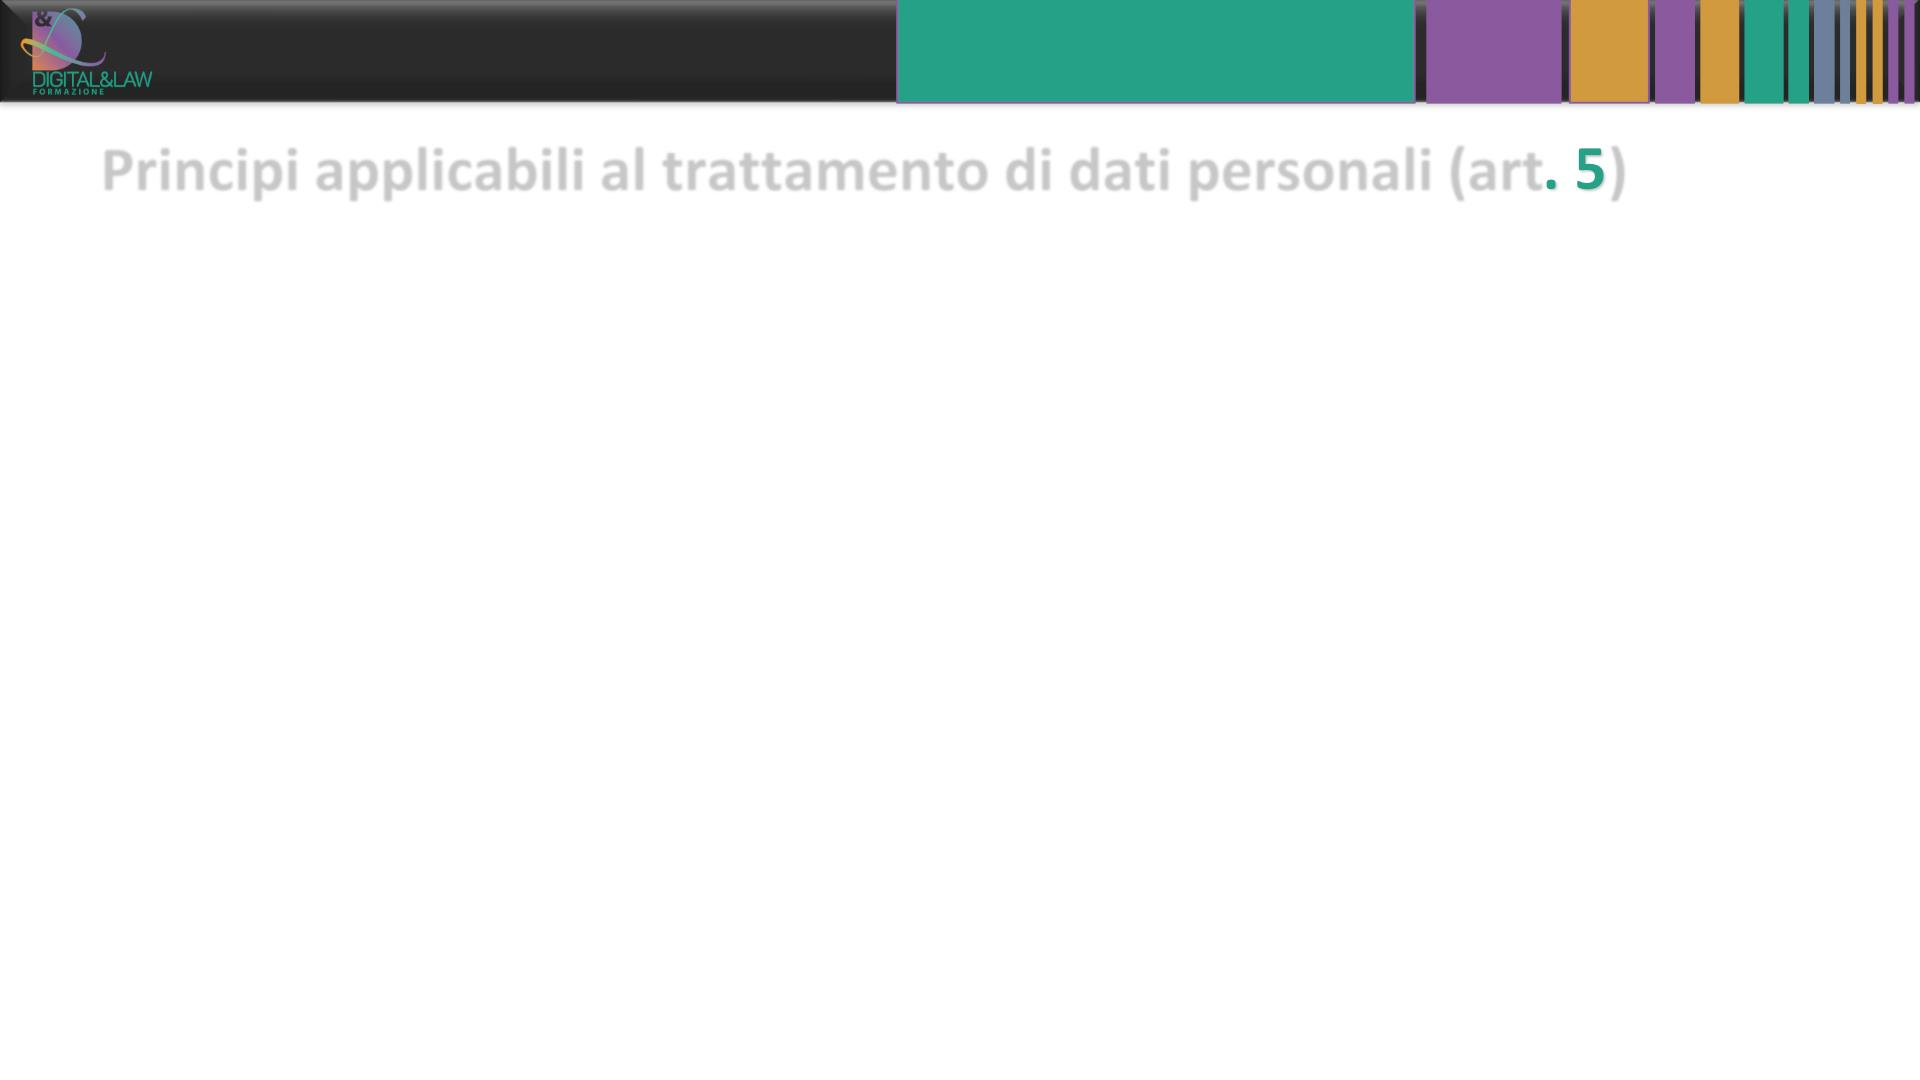 &
DIGITAL&LAW
FORMAZIONE
Principi applicabili al trattamento di dati personali (art. 5)